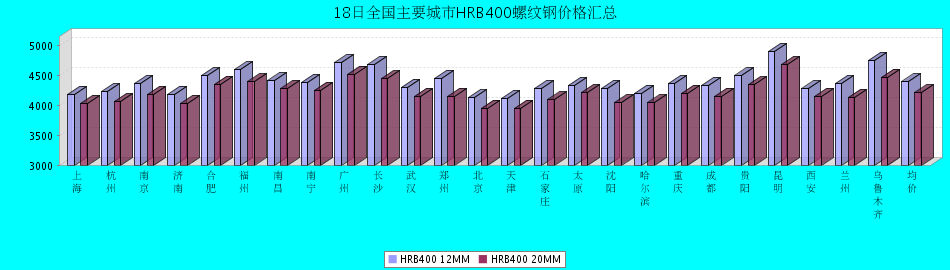 18日全国主要城市HRB400螺纹钢价格汇总
5000
4500
4000
3500
3000
上海
杭州
南京
济南
合肥
福州
南昌
南宁
广州
长沙
武汉
郑州
北京
天津
石家庄
太原
沈阳
哈尔滨
重庆
成都
贵阳
昆明
西安
兰州
乌鲁木齐
均价
HRB400 12MM
HRB400 20MM